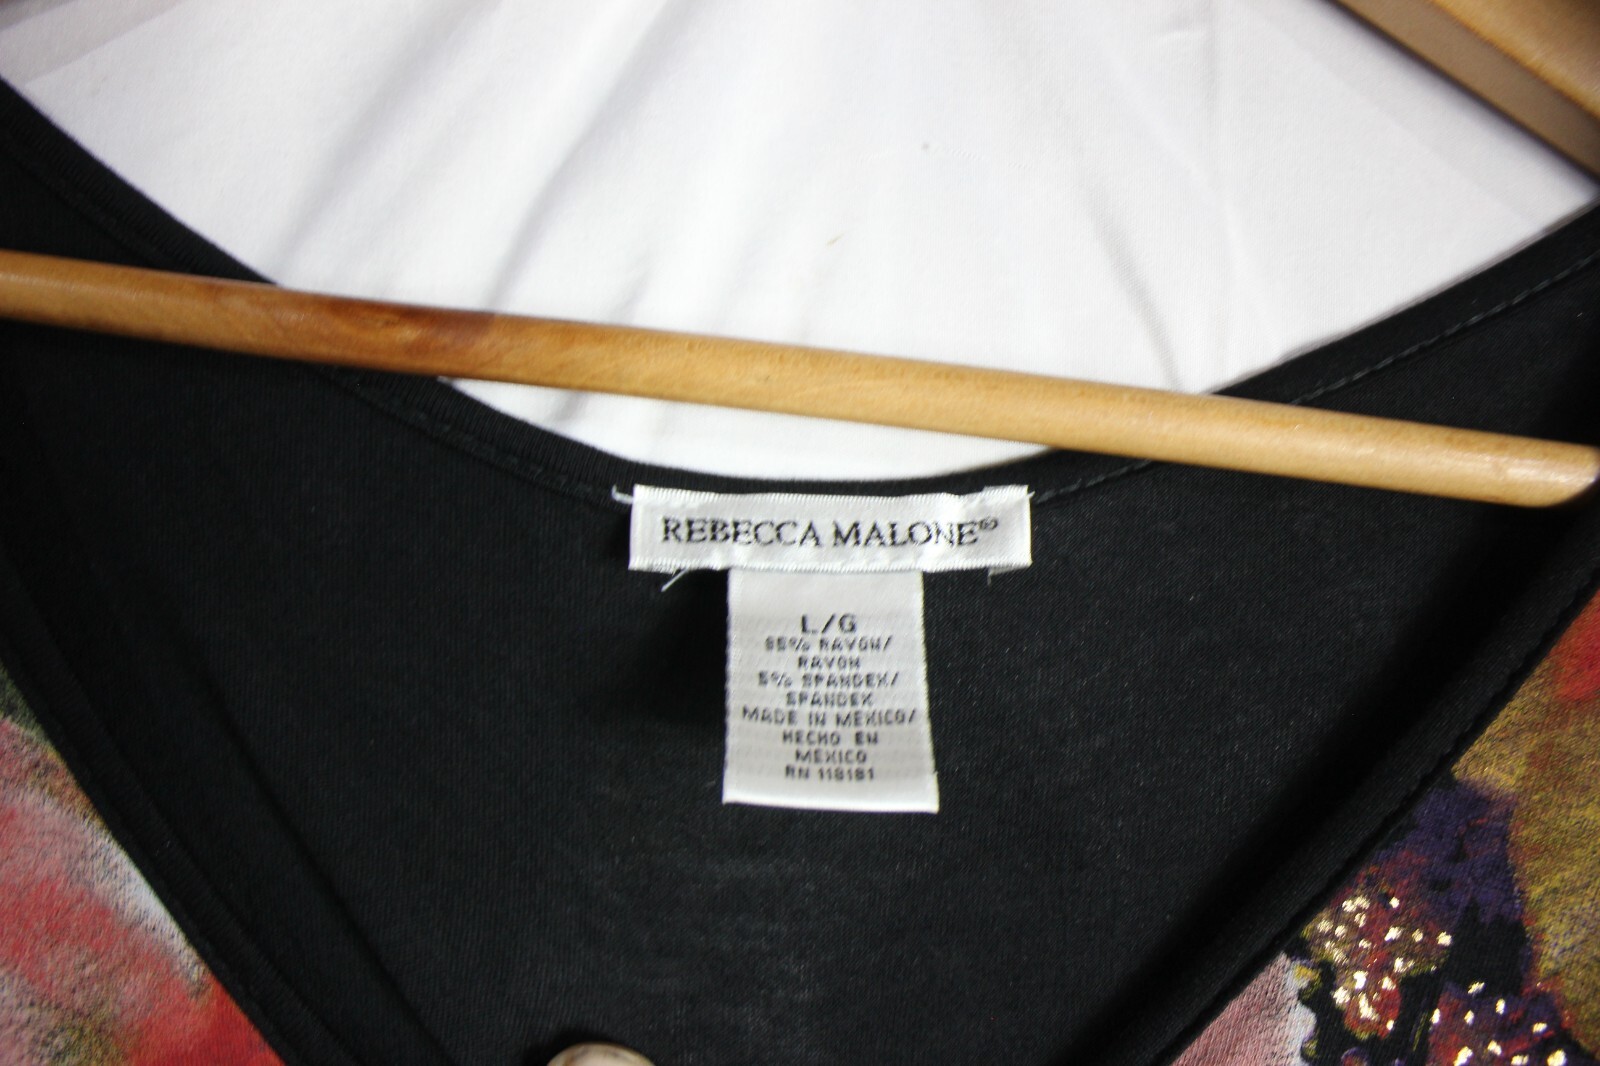 REBECCA MALONE®
L/G
95% RAYON/
RAYON
5% SPANDEX/
SPANDEX
MADE IN MEXICO/
HECHO EN
MEXICO
RN 118181